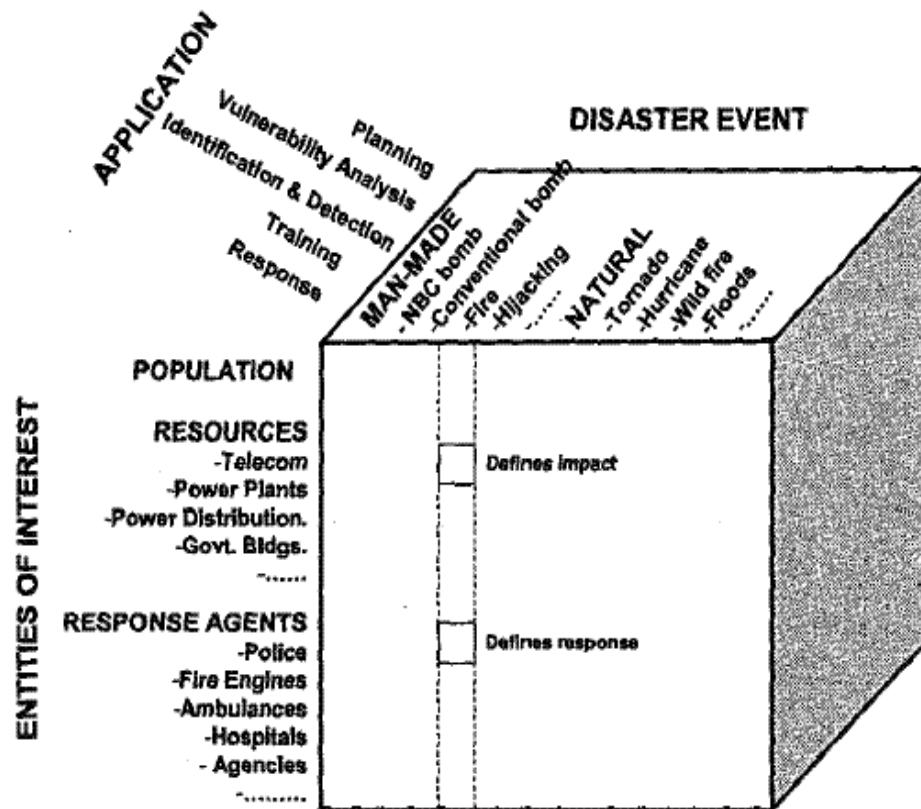 APPLICATION
Planning
Vulnerability Analysis
Identification & Detection
Training
Response
DISASTER EVENT
MAN-MADE
- NBC bomb
-Conventional bomb
-Fire
-Hijacking
-......
NATURAL
-Tornado
-Hurricane
-Wild fire
-Floods
-......
ENTITIES OF INTEREST
POPULATION
RESOURCES
-Telecom
-Power Plants
-Power Distribution.
-Govt. Bldgs.
-......
Defines impact
RESPONSE AGENTS
-Police
-Fire Engines
-Ambulances
-Hospitals
- Agencies
-.........
Defines response